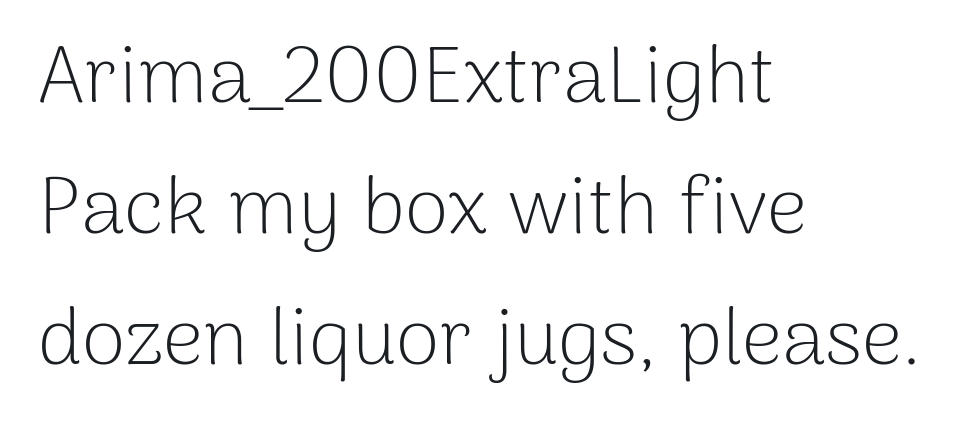 Arima_200ExtraLight
Pack my box with five
dozen liquor jugs, please.